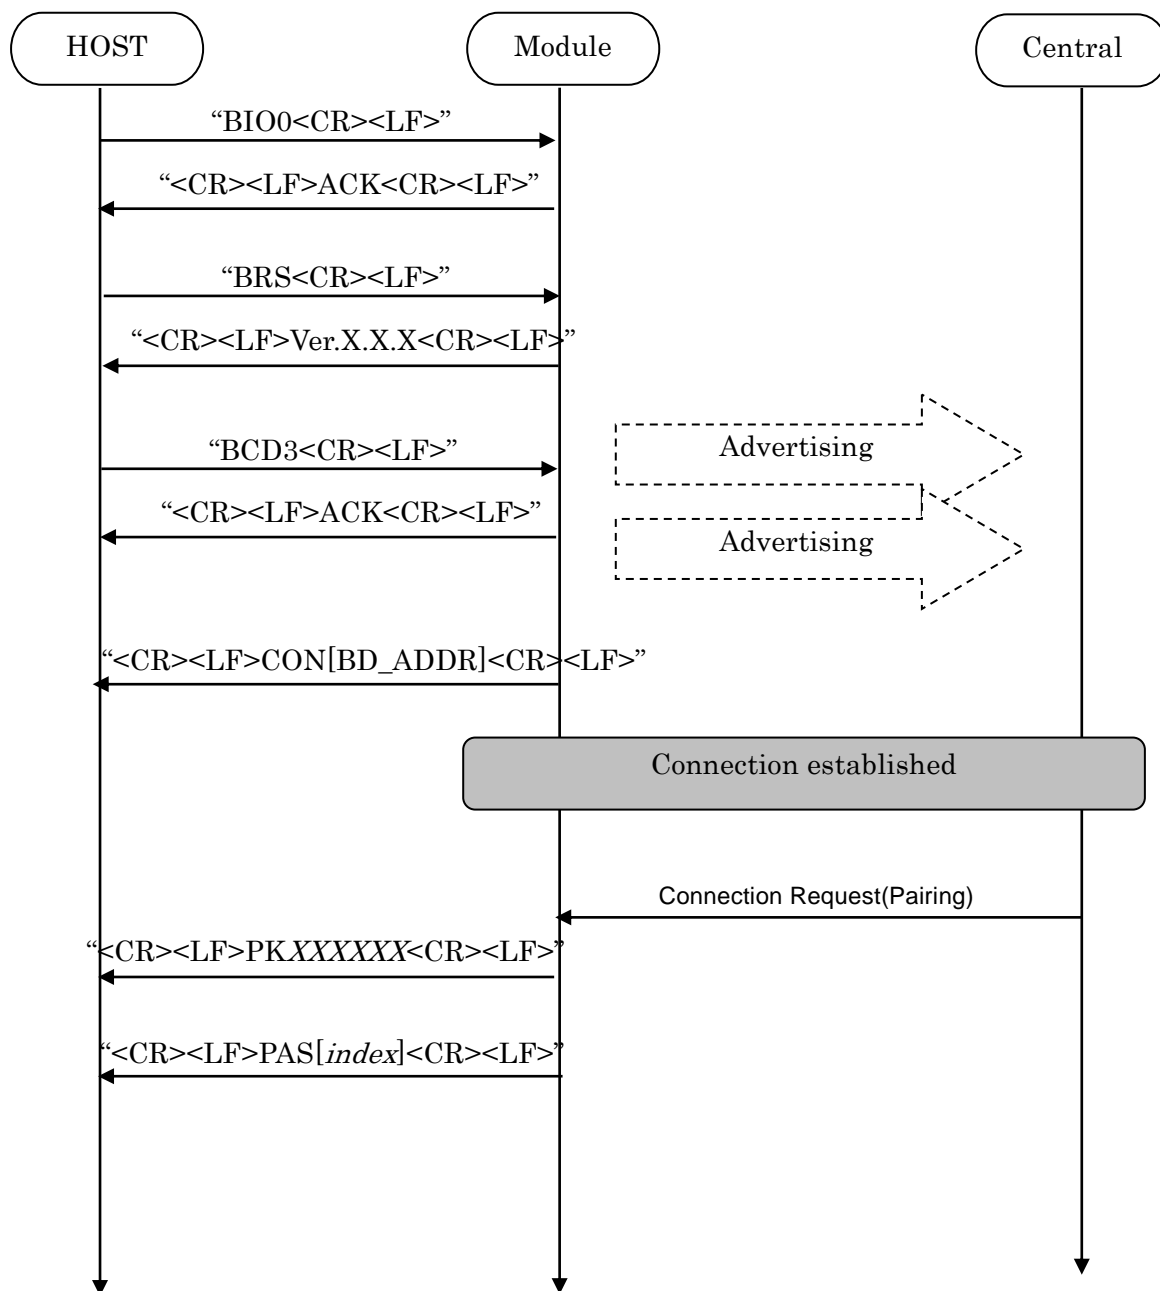 HOST
Module
Central
“BIO0<CR><LF>”
“<CR><LF>ACK<CR><LF>”
“BRS<CR><LF>”
“<CR><LF>Ver.X.X.X<CR><LF>”
“BCD3<CR><LF>”
Advertising
“<CR><LF>ACK<CR><LF>”
Advertising
“<CR><LF>CON[BD_ADDR]<CR><LF>”
Connection established
Connection Request(Pairing)
“<CR><LF>PKXXXXXX<CR><LF>”
“<CR><LF>PAS[index]<CR><LF>”